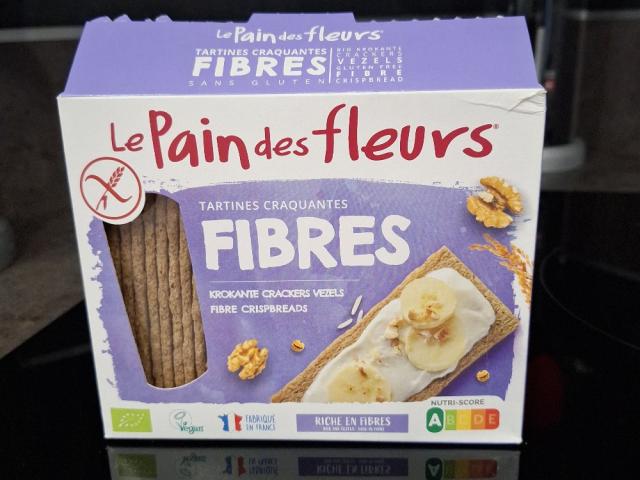 Le Pain des fleurs®
TARTINES CRAQUANTES
FIBRES
SANS GLUTEN
BIO KROKANTE
CRACKERS
VEZELS
GLUTEN FREE
FIBRE
CRISPBREAD
Le Pain des fleurs®
TARTINES CRAQUANTES
FIBRES
KROKANTE CRACKERS VEZELS
FIBRE CRISPBREADS
Vegan
FABRIQUÉ
EN FRANCE
RICHE EN FIBRES
NUTRI-SCORE
A B C D E